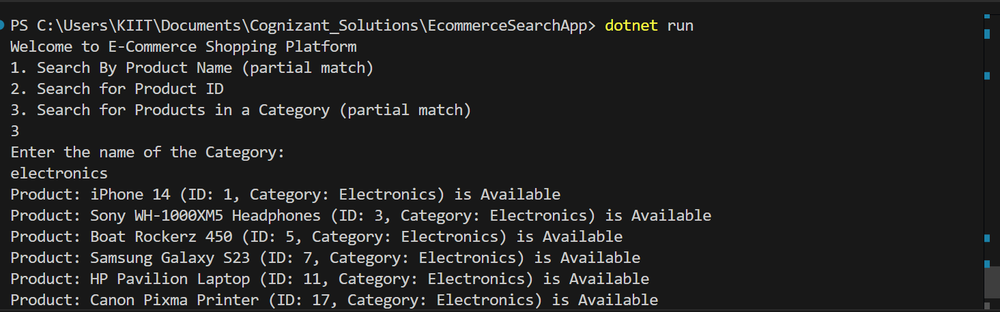 PS C:\Users\KIIT\Documents\Cognizant_Solutions\EcommerceSearchApp> dotnet run
Welcome to E-Commerce Shopping Platform
1. Search By Product Name (partial match)
2. Search for Product ID
3. Search for Products in a Category (partial match)
3
Enter the name of the Category:
electronics
Product: iPhone 14 (ID: 1, Category: Electronics) is Available
Product: Sony WH-1000XM5 Headphones (ID: 3, Category: Electronics) is Available
Product: Boat Rockerz 450 (ID: 5, Category: Electronics) is Available
Product: Samsung Galaxy S23 (ID: 7, Category: Electronics) is Available
Product: HP Pavilion Laptop (ID: 11, Category: Electronics) is Available
Product: Canon Pixma Printer (ID: 17, Category: Electronics) is Available